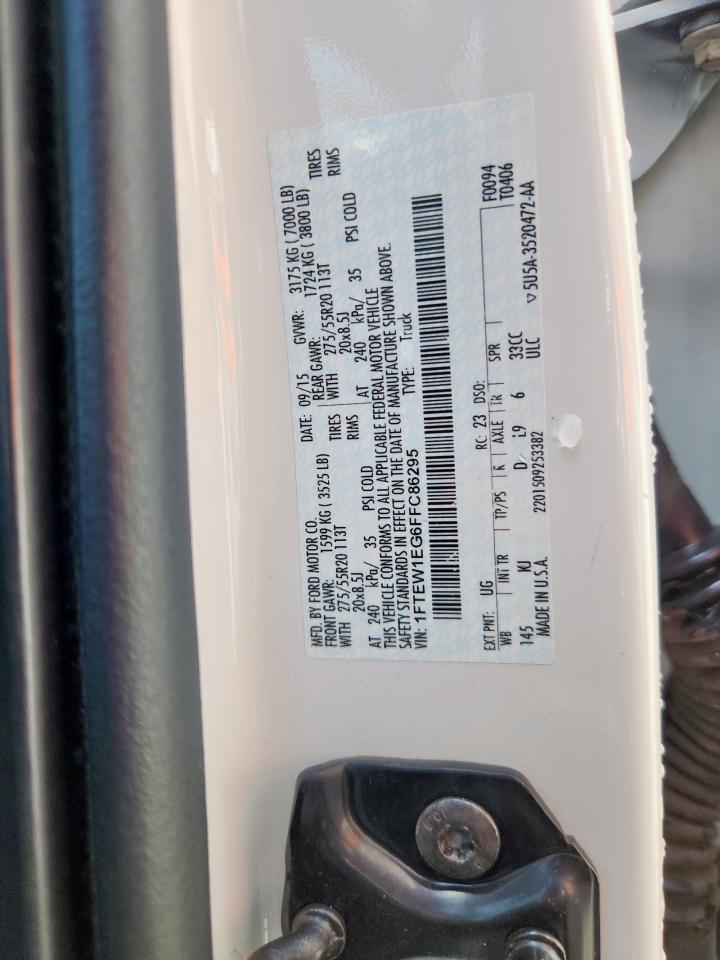 MFD. BY FORD MOTOR CO.
DATE: 09/15 GVWR: 3175 KG ( 7000 LB)
FRONT GAWR: 1599 KG ( 3525 LB) REAR GAWR: 1724 KG ( 3800 LB)
WITH 275/55R20 113T TIRES WITH 275/55R20 113T TIRES
20x8.5J RIMS 20x8.5J RIMS
AT 240 kPa/ 35 PSI COLD AT 240 kPa/ 35 PSI COLD
THIS VEHICLE CONFORMS TO ALL APPLICABLE FEDERAL MOTOR VEHICLE
SAFETY STANDARDS IN EFFECT ON THE DATE OF MANUFACTURE SHOWN ABOVE.
VIN: 1FTEW1EG6FFC86295 TYPE: Truck
EXT PNT: UG RC: 23 DSO: F0094
WB INT TR TP/PS R AXLE TR SPR T0406
145 KJ D L9 6 33CC
MADE IN U.S.A. 2201509253382 ULC ▽5U5A-3520472-AA